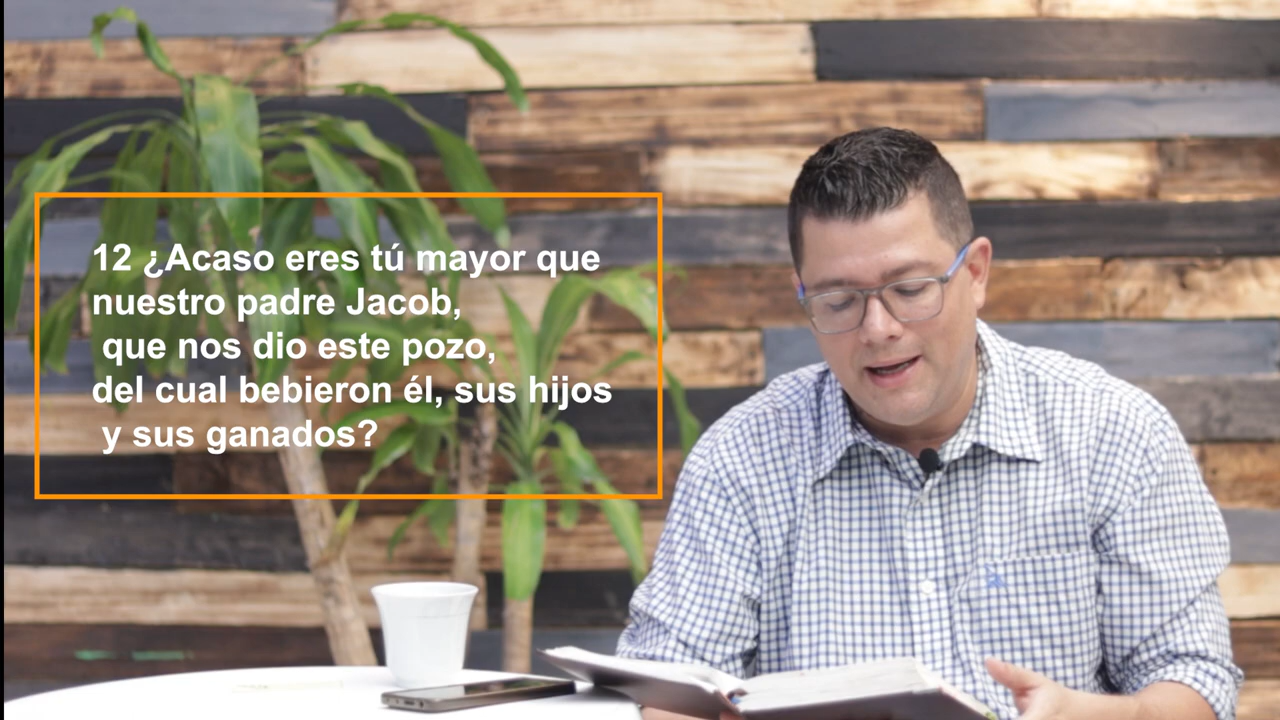 12 ¿Acaso eres tú mayor que
nuestro padre Jacob,
que nos dio este pozo,
del cual bebieron él, sus hijos
y sus ganados?